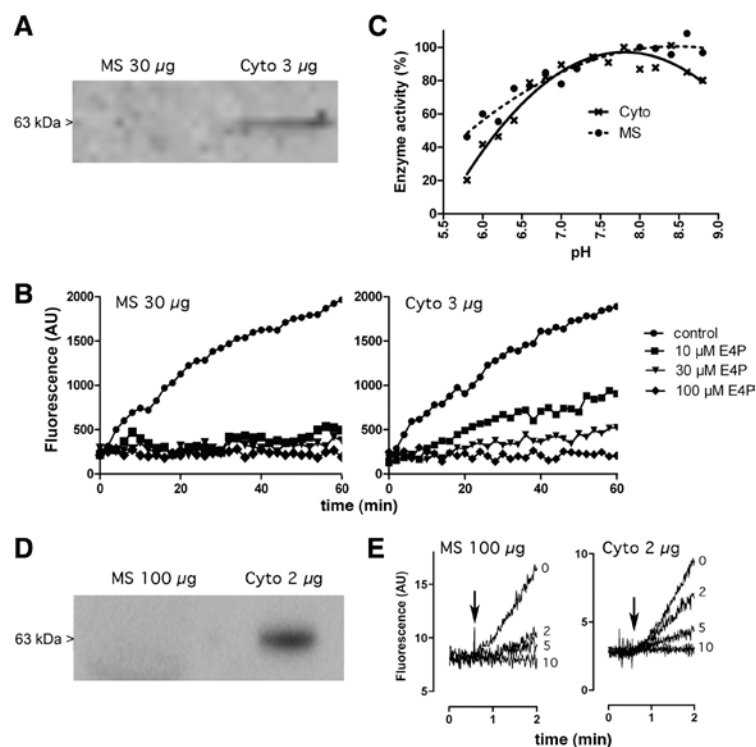 A
MS 30 µg Cyto 3 µg
63 kDa >
C
Enzyme activity (%)
100
80
60
40
20
0
Cyto
MS
5.5 6.0 6.5 7.0 7.5 8.0 8.5 9.0
pH
B
Fluorescence (AU)
2000
1500
1000
500
0
MS 30 µg
0 20 40 60
2000
1500
1000
500
0
Cyto 3 µg
0 20 40 60
time (min)
control
10 µM E4P
30 µM E4P
100 µM E4P
D
MS 100 µg Cyto 2 µg
63 kDa >
E
MS 100 µg
Fluorescence (AU)
15
10
5
0
2
5
10
0 1 2
Cyto 2 µg
10
5
0
0
2
5
10
0 1 2
time (min)